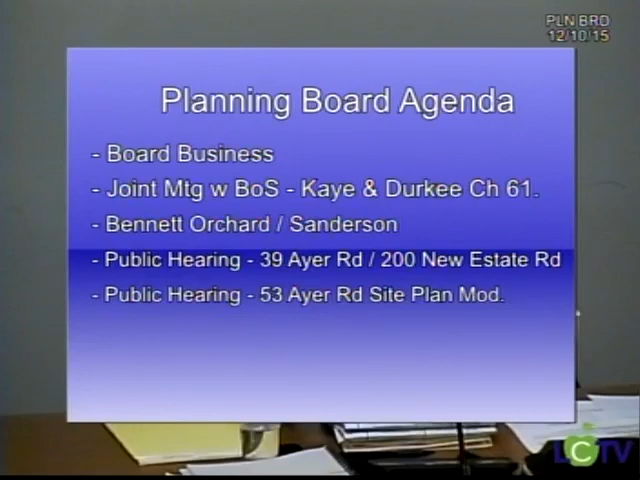 PLN BRD
12/10/15
Planning Board Agenda
- Board Business
- Joint Mtg w BoS - Kaye & Durkee Ch 61.
- Bennett Orchard / Sanderson
- Public Hearing - 39 Ayer Rd / 200 New Estate Rd
- Public Hearing - 53 Ayer Rd Site Plan Mod.
LCTV